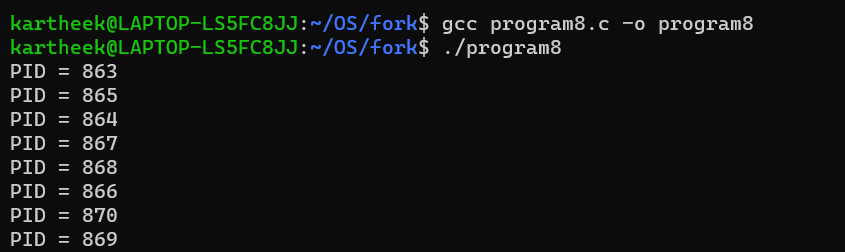 kartheek@LAPTOP-LS5FC8JJ:~/OS/fork$ gcc program8.c -o program8
kartheek@LAPTOP-LS5FC8JJ:~/OS/fork$ ./program8
PID = 863
PID = 865
PID = 864
PID = 867
PID = 868
PID = 866
PID = 870
PID = 869